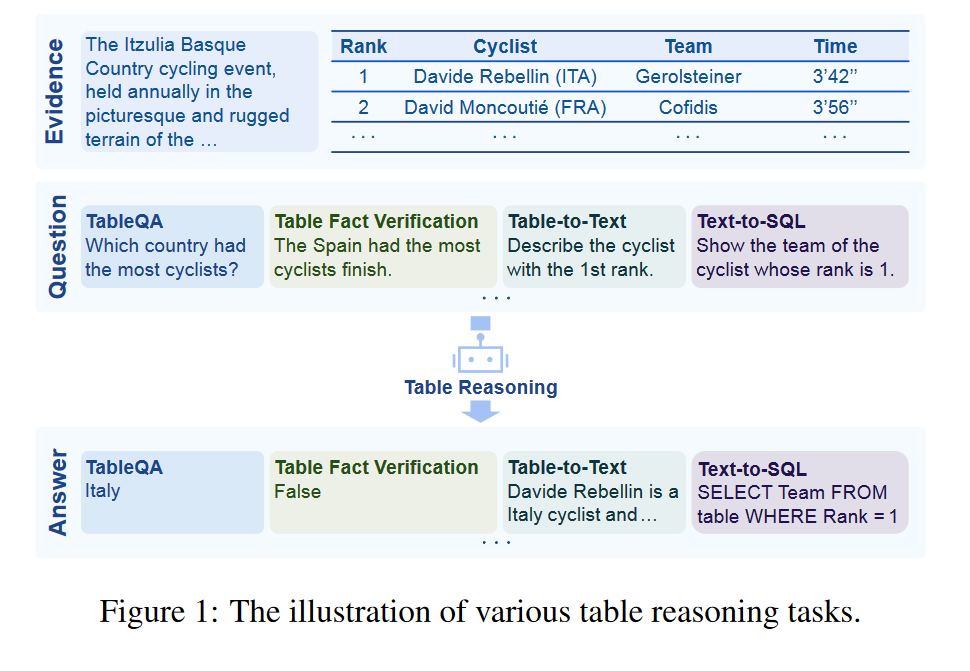 Evidence
The Itzulia Basque
Country cycling event,
held annually in the
picturesque and rugged
terrain of the …
Rank Cyclist Team Time
1 Davide Rebellin (ITA) Gerolsteiner 3’42’’
2 David Moncoutié (FRA) Cofidis 3’56’’
... ... ... ...
Question
TableQA
Which country had
the most cyclists?
Table Fact Verification
The Spain had the most
cyclists finish.
Table-to-Text
Describe the cyclist
with the 1st rank.
Text-to-SQL
Show the team of the
cyclist whose rank is 1.
...
Table Reasoning
Answer
TableQA
Italy
Table Fact Verification
False
Table-to-Text
Davide Rebellin is a
Italy cyclist and …
Text-to-SQL
SELECT Team FROM
table WHERE Rank = 1
...
Figure 1: The illustration of various table reasoning tasks.